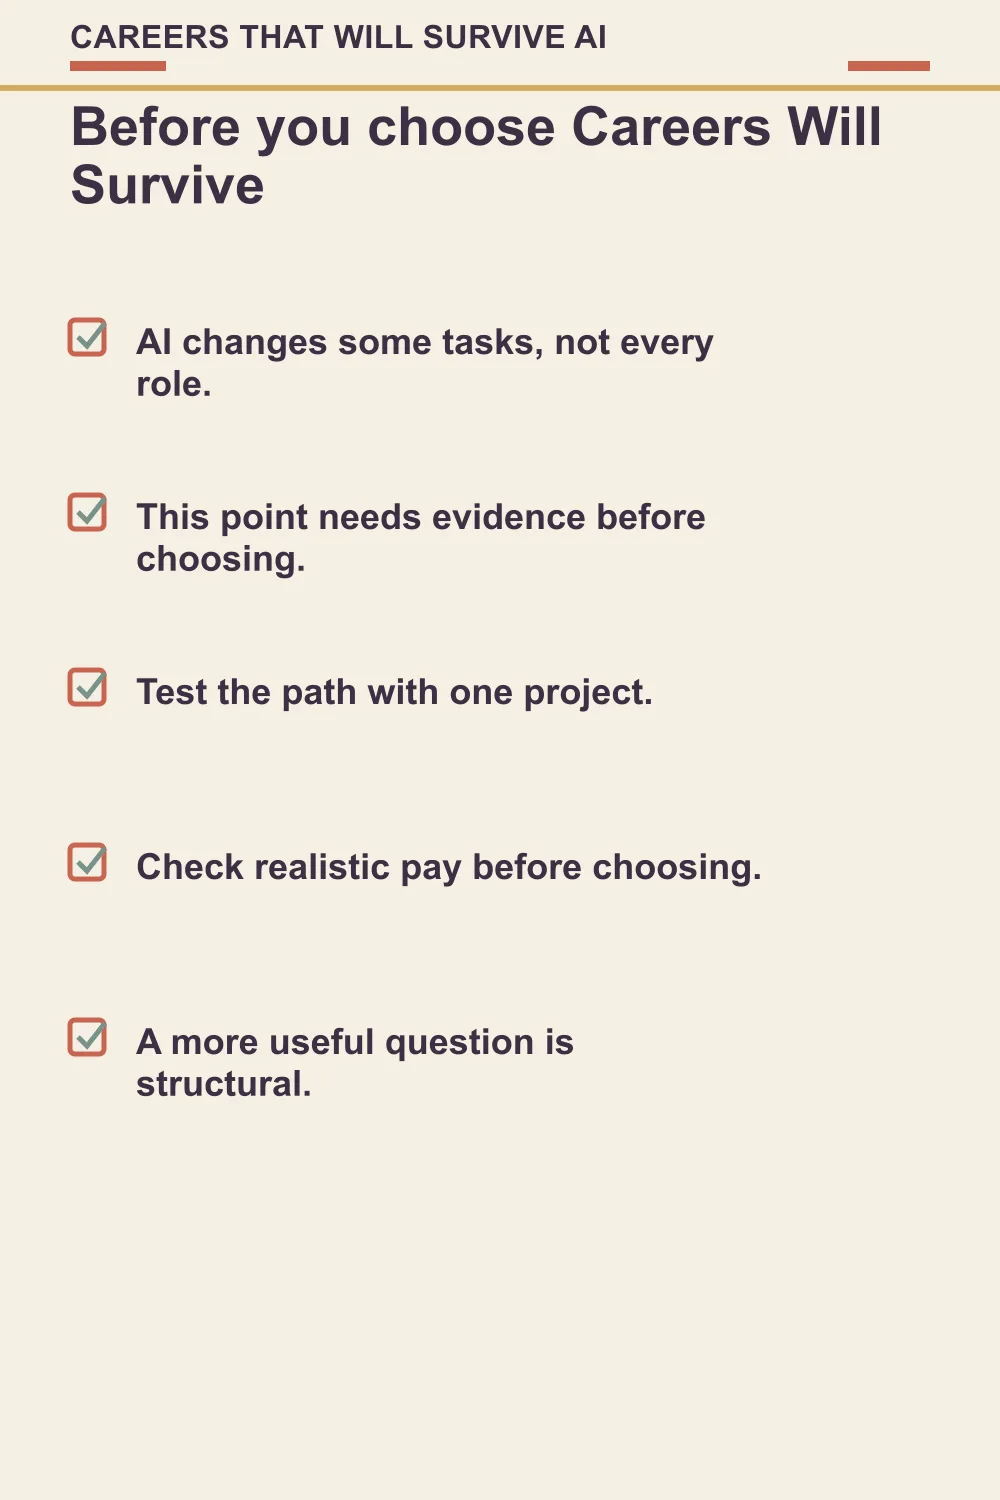 CAREERS THAT WILL SURVIVE AI
Before you choose Careers Will
Survive
AI changes some tasks, not every
role.
This point needs evidence before
choosing.
Test the path with one project.
Check realistic pay before choosing.
A more useful question is
structural.